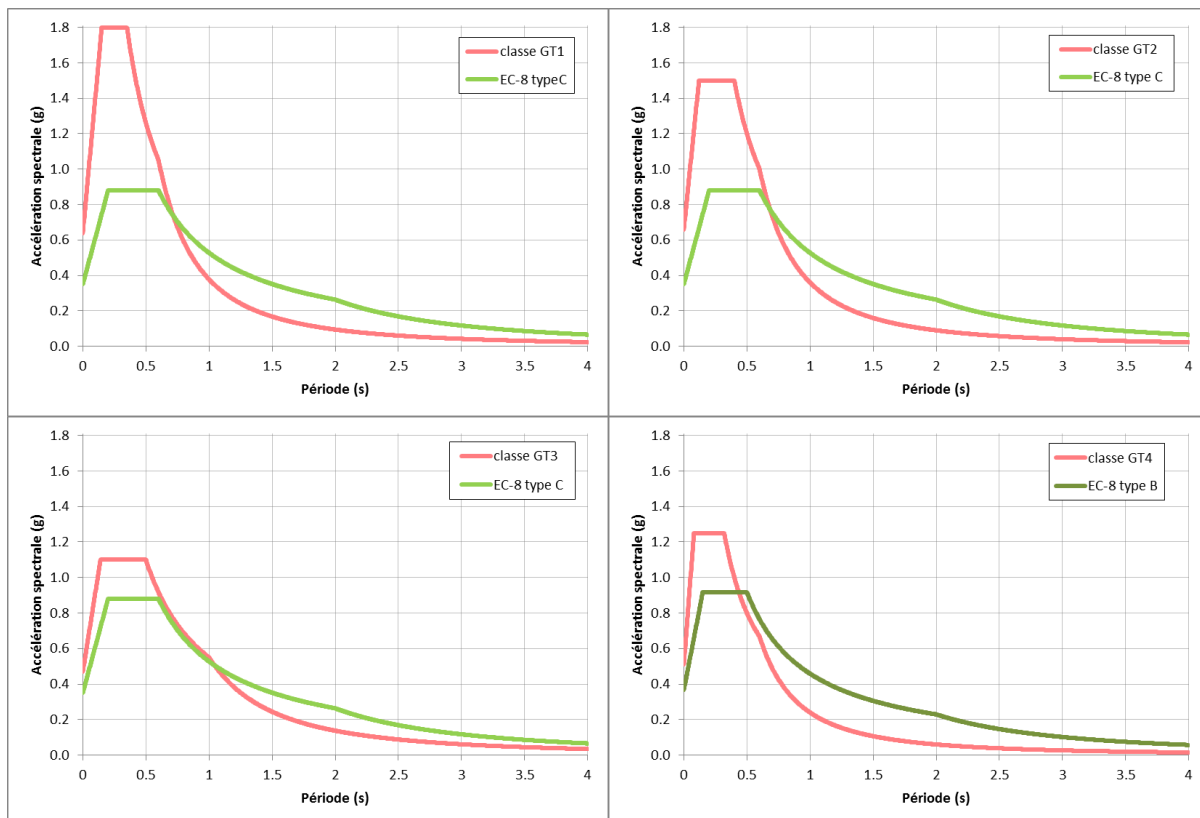 1.8
1.6
1.4
1.2
1.0
0.8
0.6
0.4
0.2
0.0
Accélération spectrale (g)
classe GT1
EC-8 typeC
0 0.5 1 1.5 2 2.5 3 3.5 4
Période (s)
1.8
1.6
1.4
1.2
1.0
0.8
0.6
0.4
0.2
0.0
Accélération spectrale (g)
classe GT2
EC-8 type C
0 0.5 1 1.5 2 2.5 3 3.5 4
Période (s)
1.8
1.6
1.4
1.2
1.0
0.8
0.6
0.4
0.2
0.0
Accélération spectrale (g)
classe GT3
EC-8 type C
0 0.5 1 1.5 2 2.5 3 3.5 4
Période (s)
1.8
1.6
1.4
1.2
1.0
0.8
0.6
0.4
0.2
0.0
Accélération spectrale (g)
classe GT4
EC-8 type B
0 0.5 1 1.5 2 2.5 3 3.5 4
Période (s)